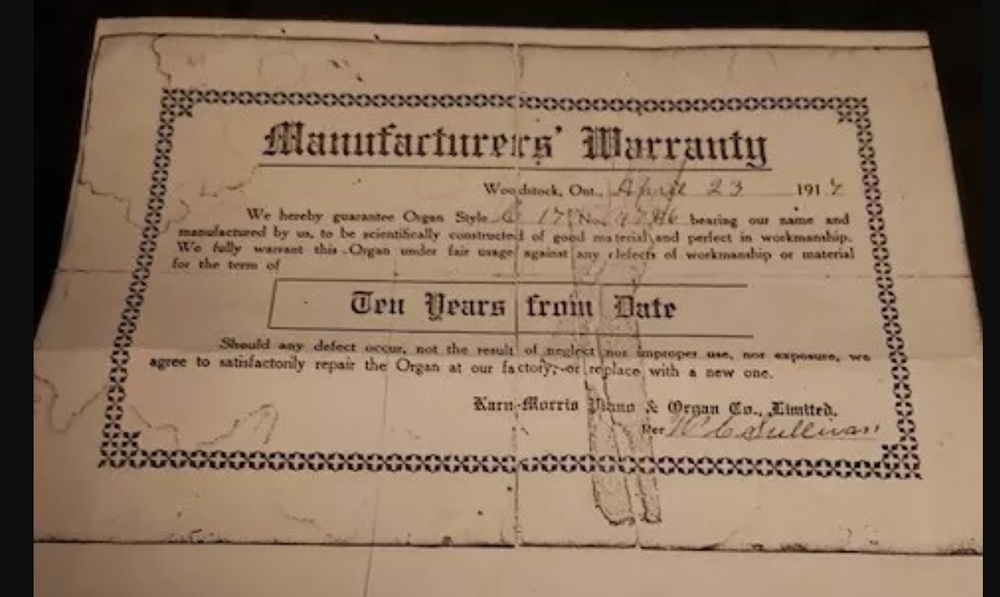 Manufacturers' Warranty
Woodstock, Ont., April 23 191
We hereby guarantee Organ Style C 17 No. bearing our name and
manufactured by us, to be scientifically constructed of good material and perfect in workmanship.
We fully warrant this Organ under fair usage against any defects of workmanship or material
for the term of
Ten Years from Date
Should any defect occur, not the result of neglect nor improper use, nor exposure, we
agree to satisfactorily repair the Organ at our factory, or replace with a new one.
Karn-Morris Piano & Organ Co., Limited.
Per W C Sullivan